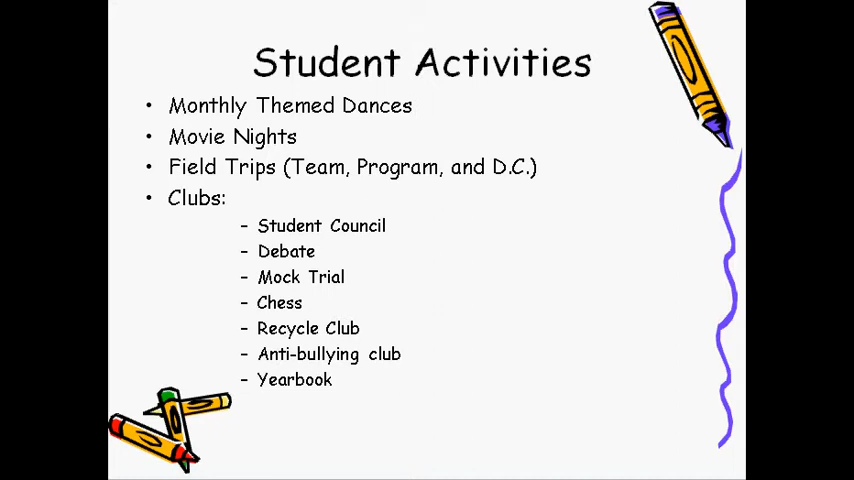 Student Activities
• Monthly Themed Dances
• Movie Nights
• Field Trips (Team, Program, and D.C.)
• Clubs:
– Student Council
– Debate
– Mock Trial
– Chess
– Recycle Club
– Anti-bullying club
– Yearbook